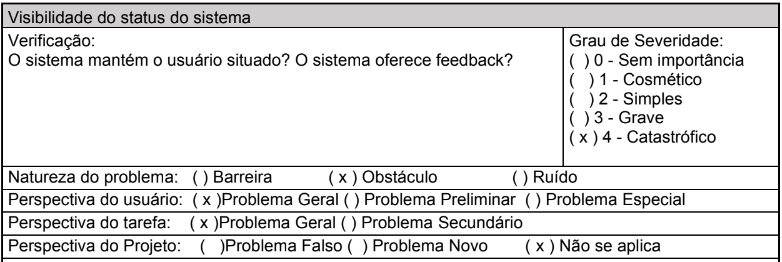 Visibilidade do status do sistema
Verificação:
O sistema mantém o usuário situado? O sistema oferece feedback?
Grau de Severidade:
( ) 0 - Sem importância
( ) 1 - Cosmético
( ) 2 - Simples
( ) 3 - Grave
( x ) 4 - Catastrófico
Natureza do problema: ( ) Barreira ( x ) Obstáculo ( ) Ruído
Perspectiva do usuário: ( x )Problema Geral ( ) Problema Preliminar ( ) Problema Especial
Perspectiva do tarefa: ( x )Problema Geral ( ) Problema Secundário
Perspectiva do Projeto: ( )Problema Falso ( ) Problema Novo ( x ) Não se aplica